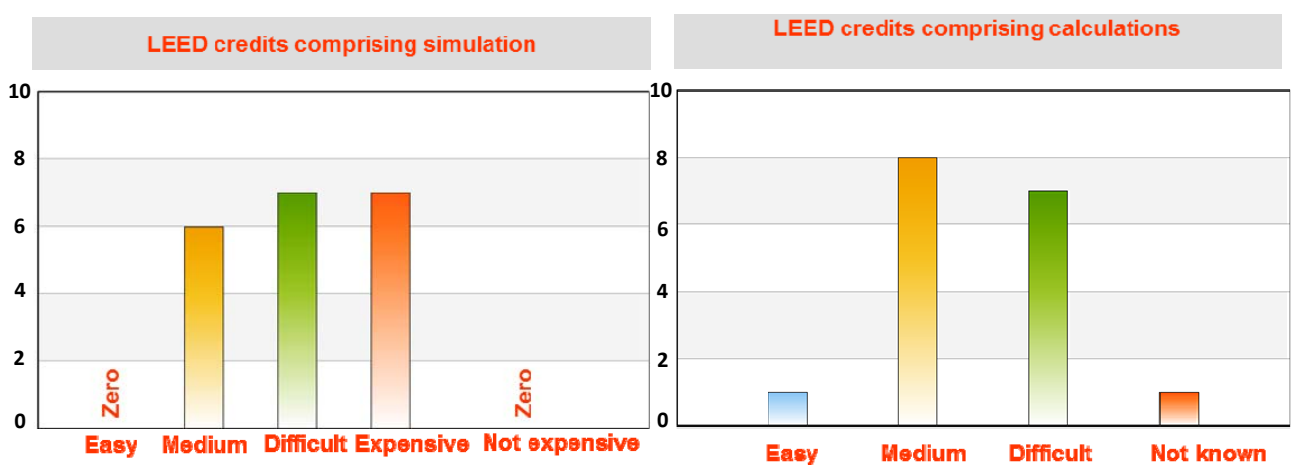 LEED credits comprising simulation
10
8
6
4
2
0
Zero
Zero
Easy Medium Difficult Expensive Not expensive
LEED credits comprising calculations
10
8
6
4
2
0
Easy Medium Difficult Not known